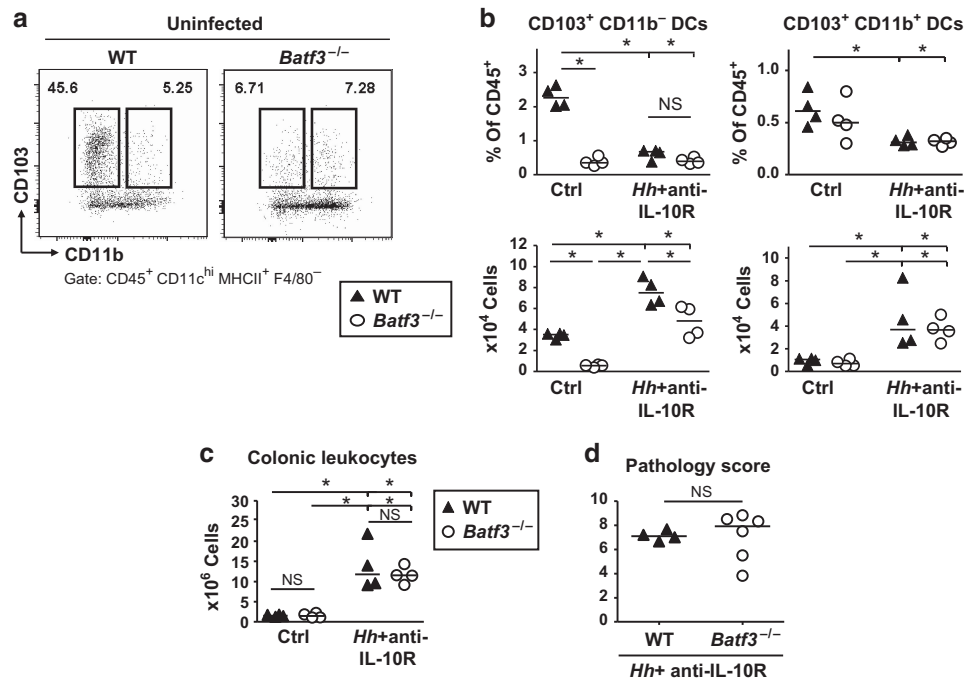 a
Uninfected
WT
Batf3−/−
45.6
5.25
6.71
7.28
CD103
CD11b
Gate: CD45+ CD11chi MHCII+ F4/80−
WT
Batf3−/−
b
CD103+ CD11b− DCs
% Of CD45+
3
2
1
0
*
*
*
NS
Ctrl
Hh+anti-
IL-10R
CD103+ CD11b+ DCs
% Of CD45+
1.0
0.5
0.0
*
*
Ctrl
Hh+anti-
IL-10R
x10⁴ Cells
12
10
8
6
4
2
0
*
*
*
*
*
Ctrl
Hh+anti-
IL-10R
x10⁴ Cells
12
10
8
6
4
2
0
*
*
*
*
Ctrl
Hh+anti-
IL-10R
c
Colonic leukocytes
x10⁶ Cells
30
25
20
15
10
5
0
*
*
*
*
NS
NS
Ctrl
Hh+anti-
IL-10R
WT
Batf3−/−
d
Pathology score
10
8
6
4
2
0
NS
WT
Batf3−/−
Hh+ anti-IL-10R